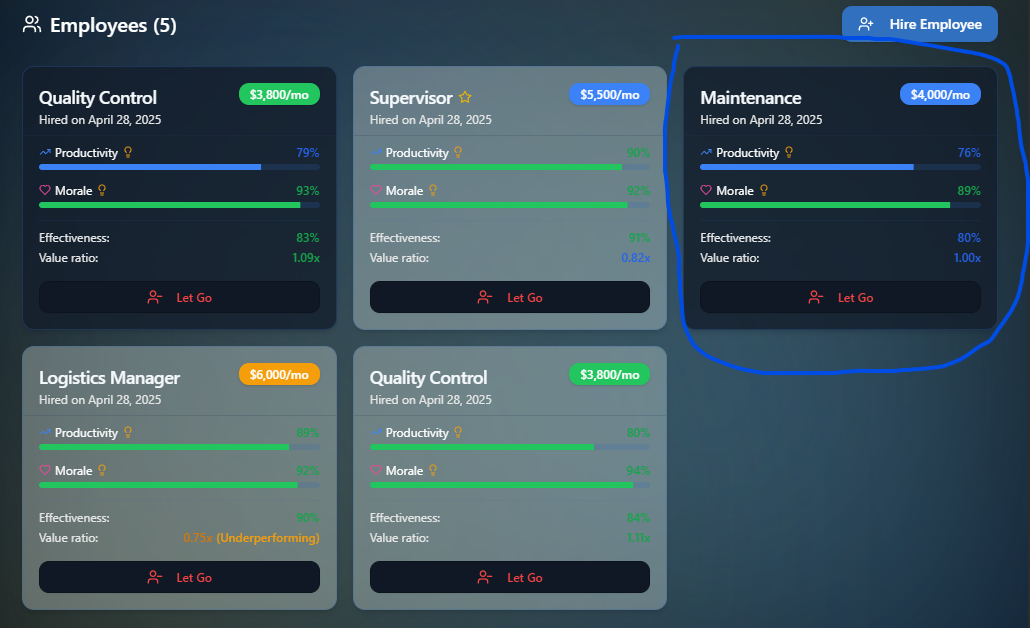 Employees (5)
Hire Employee
Quality Control
$3,800/mo
Hired on April 28, 2025
Productivity
79%
Morale
93%
Effectiveness:
83%
Value ratio:
1.09x
Let Go
Supervisor
$5,500/mo
Hired on April 28, 2025
Productivity
90%
Morale
92%
Effectiveness:
91%
Value ratio:
0.82x
Let Go
Maintenance
$4,000/mo
Hired on April 28, 2025
Productivity
76%
Morale
89%
Effectiveness:
80%
Value ratio:
1.00x
Let Go
Logistics Manager
$6,000/mo
Hired on April 28, 2025
Productivity
89%
Morale
92%
Effectiveness:
90%
Value ratio:
0.75x (Underperforming)
Let Go
Quality Control
$3,800/mo
Hired on April 28, 2025
Productivity
80%
Morale
94%
Effectiveness:
84%
Value ratio:
1.11x
Let Go